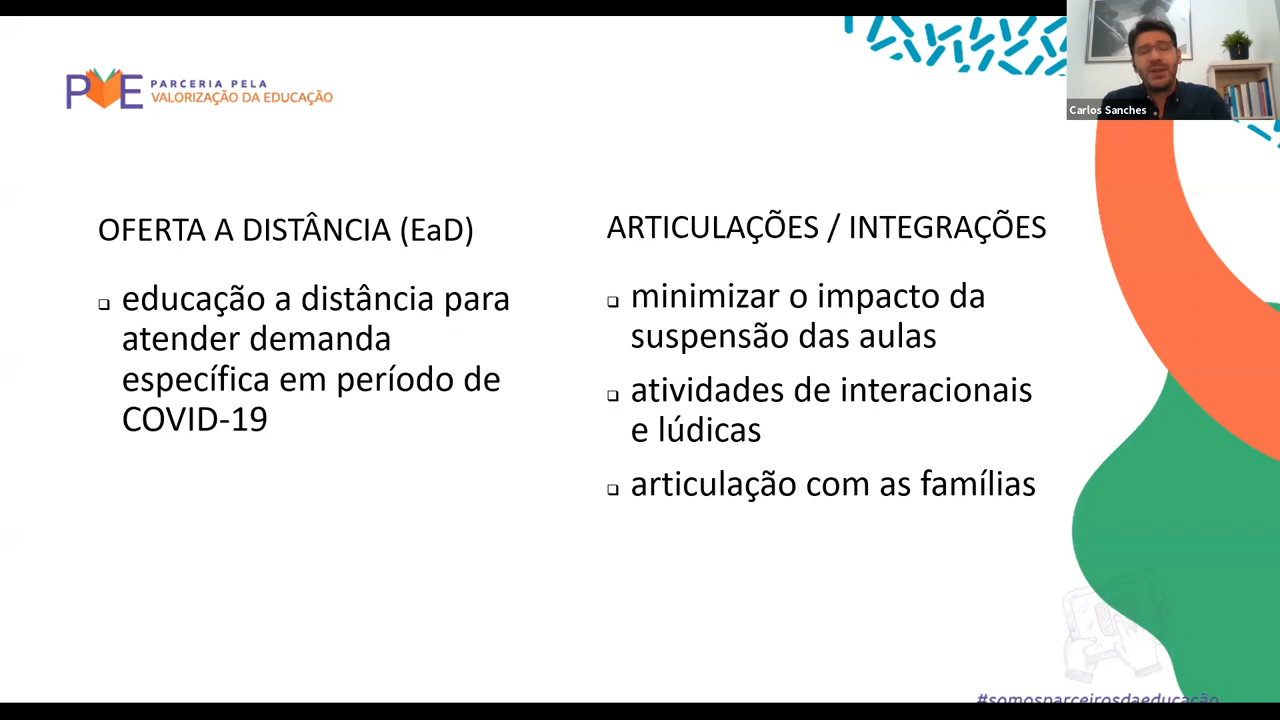 PVE PARCERIA PELA
VALORIZAÇÃO DA EDUCAÇÃO
Carlos Sanches
OFERTA A DISTÂNCIA (EaD)
educação a distância para
atender demanda
específica em período de
COVID-19
ARTICULAÇÕES / INTEGRAÇÕES
minimizar o impacto da
suspensão das aulas
atividades de interacionais
e lúdicas
articulação com as famílias
#somosparceirosdaeducação